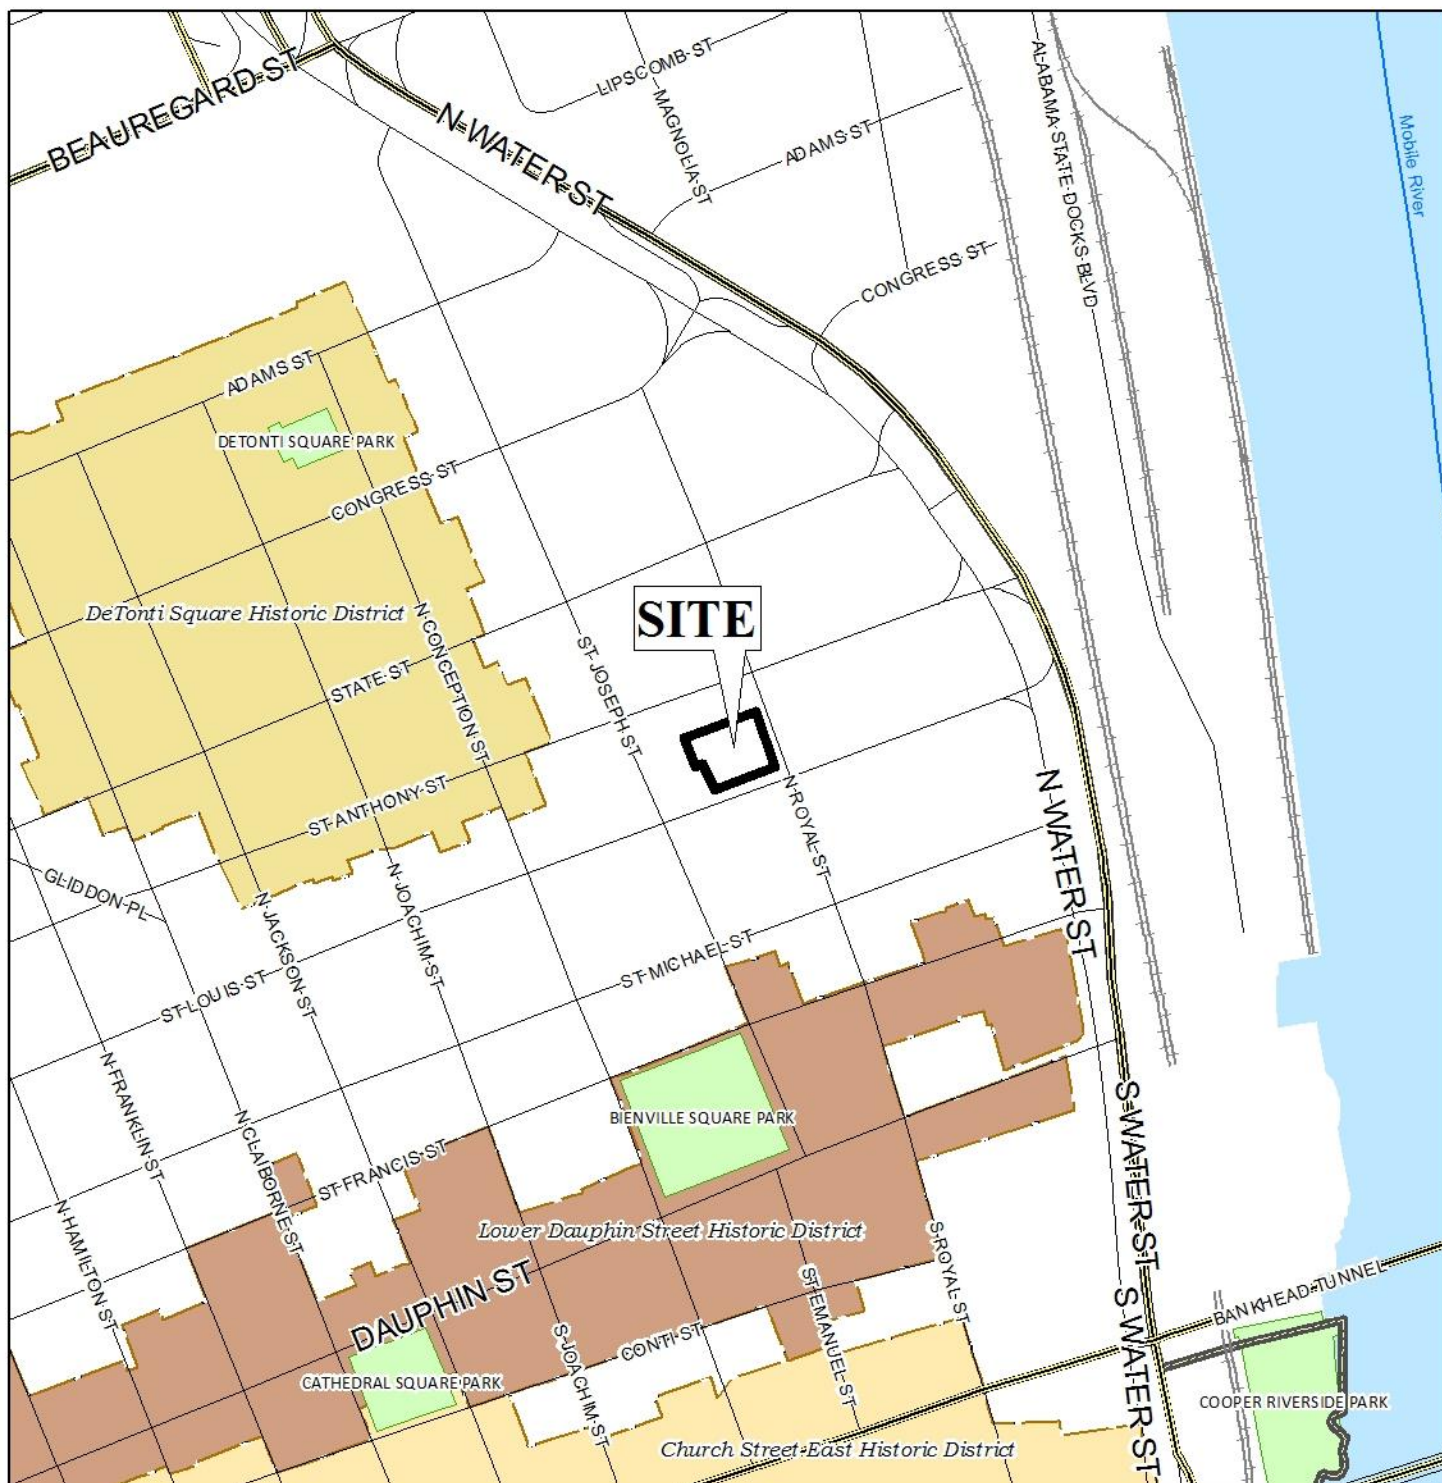 LIPSCOMB ST
ALABAMA STATE DOCKS BLVD
BEAUREGARD ST
N WATER ST
MAGNOLIA ST
ADAMS ST
Mobile River
CONGRESS ST
ADAMS ST
DETONTI SQUARE PARK
CONGRESS ST
DeTonti Square Historic District
SITE
N CONCEPTION ST
STATE ST
ST JOSEPH ST
ST ANTHONY ST
N ROYAL ST
N WATER ST
GLIDDON PL
N JOACHIM ST
N JACKSON ST
ST MICHAEL ST
ST LOUIS ST
N FRANKLIN ST
BIENVILLE SQUARE PARK
S WATER ST
N CLAIBORNE ST
ST FRANCIS ST
N HAMILTON ST
Lower Dauphin Street Historic District
S ROYAL ST
DAUPHIN ST
ST EMANUEL ST
BANKHEAD TUNNEL
S WATER ST
CONTI ST
S JOACHIM ST
CATHEDRAL SQUARE PARK
COOPER RIVERSIDE PARK
Church Street East Historic District